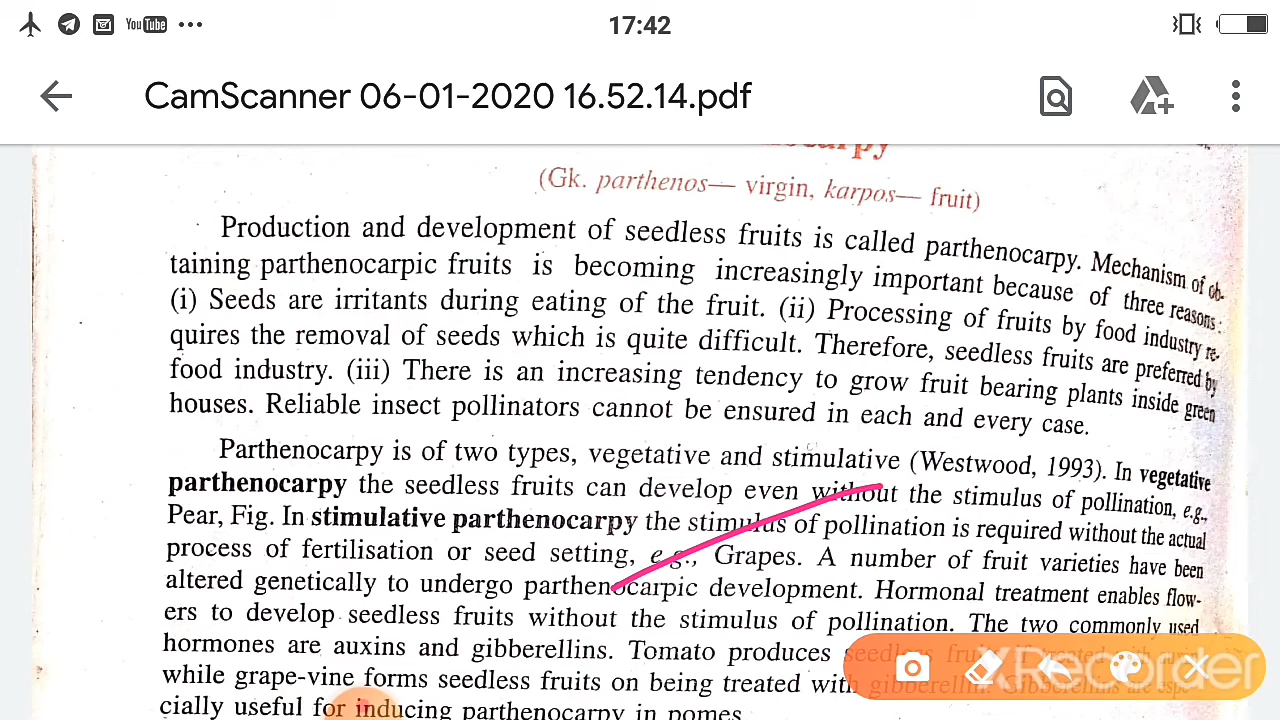 YouTube
17:42
CamScanner 06-01-2020 16.52.14.pdf
(Gk. parthenos— virgin, karpos— fruit)
Production and development of seedless fruits is called parthenocarpy. Mechanism of ob-
taining parthenocarpic fruits is becoming increasingly important because of three reasons:
(i) Seeds are irritants during eating of the fruit. (ii) Processing of fruits by food industry re-
quires the removal of seeds which is quite difficult. Therefore, seedless fruits are preferred by
food industry. (iii) There is an increasing tendency to grow fruit bearing plants inside green
houses. Reliable insect pollinators cannot be ensured in each and every case.
Parthenocarpy is of two types, vegetative and stimulative (Westwood, 1993). In vegetative
parthenocarpy the seedless fruits can develop even without the stimulus of pollination, e.g.,
Pear, Fig. In stimulative parthenocarpy the stimulus of pollination is required without the actual
process of fertilisation or seed setting, e.g., Grapes. A number of fruit varieties have been
altered genetically to undergo parthenocarpic development. Hormonal treatment enables flow-
ers to develop seedless fruits without the stimulus of pollination. The two commonly used
hormones are auxins and gibberellins. Tomato produces seedless
while grape-vine forms seedless fruits on being treated with gibberellin.
cially useful for inducing parthenocarpy in pomes.
XRecorder